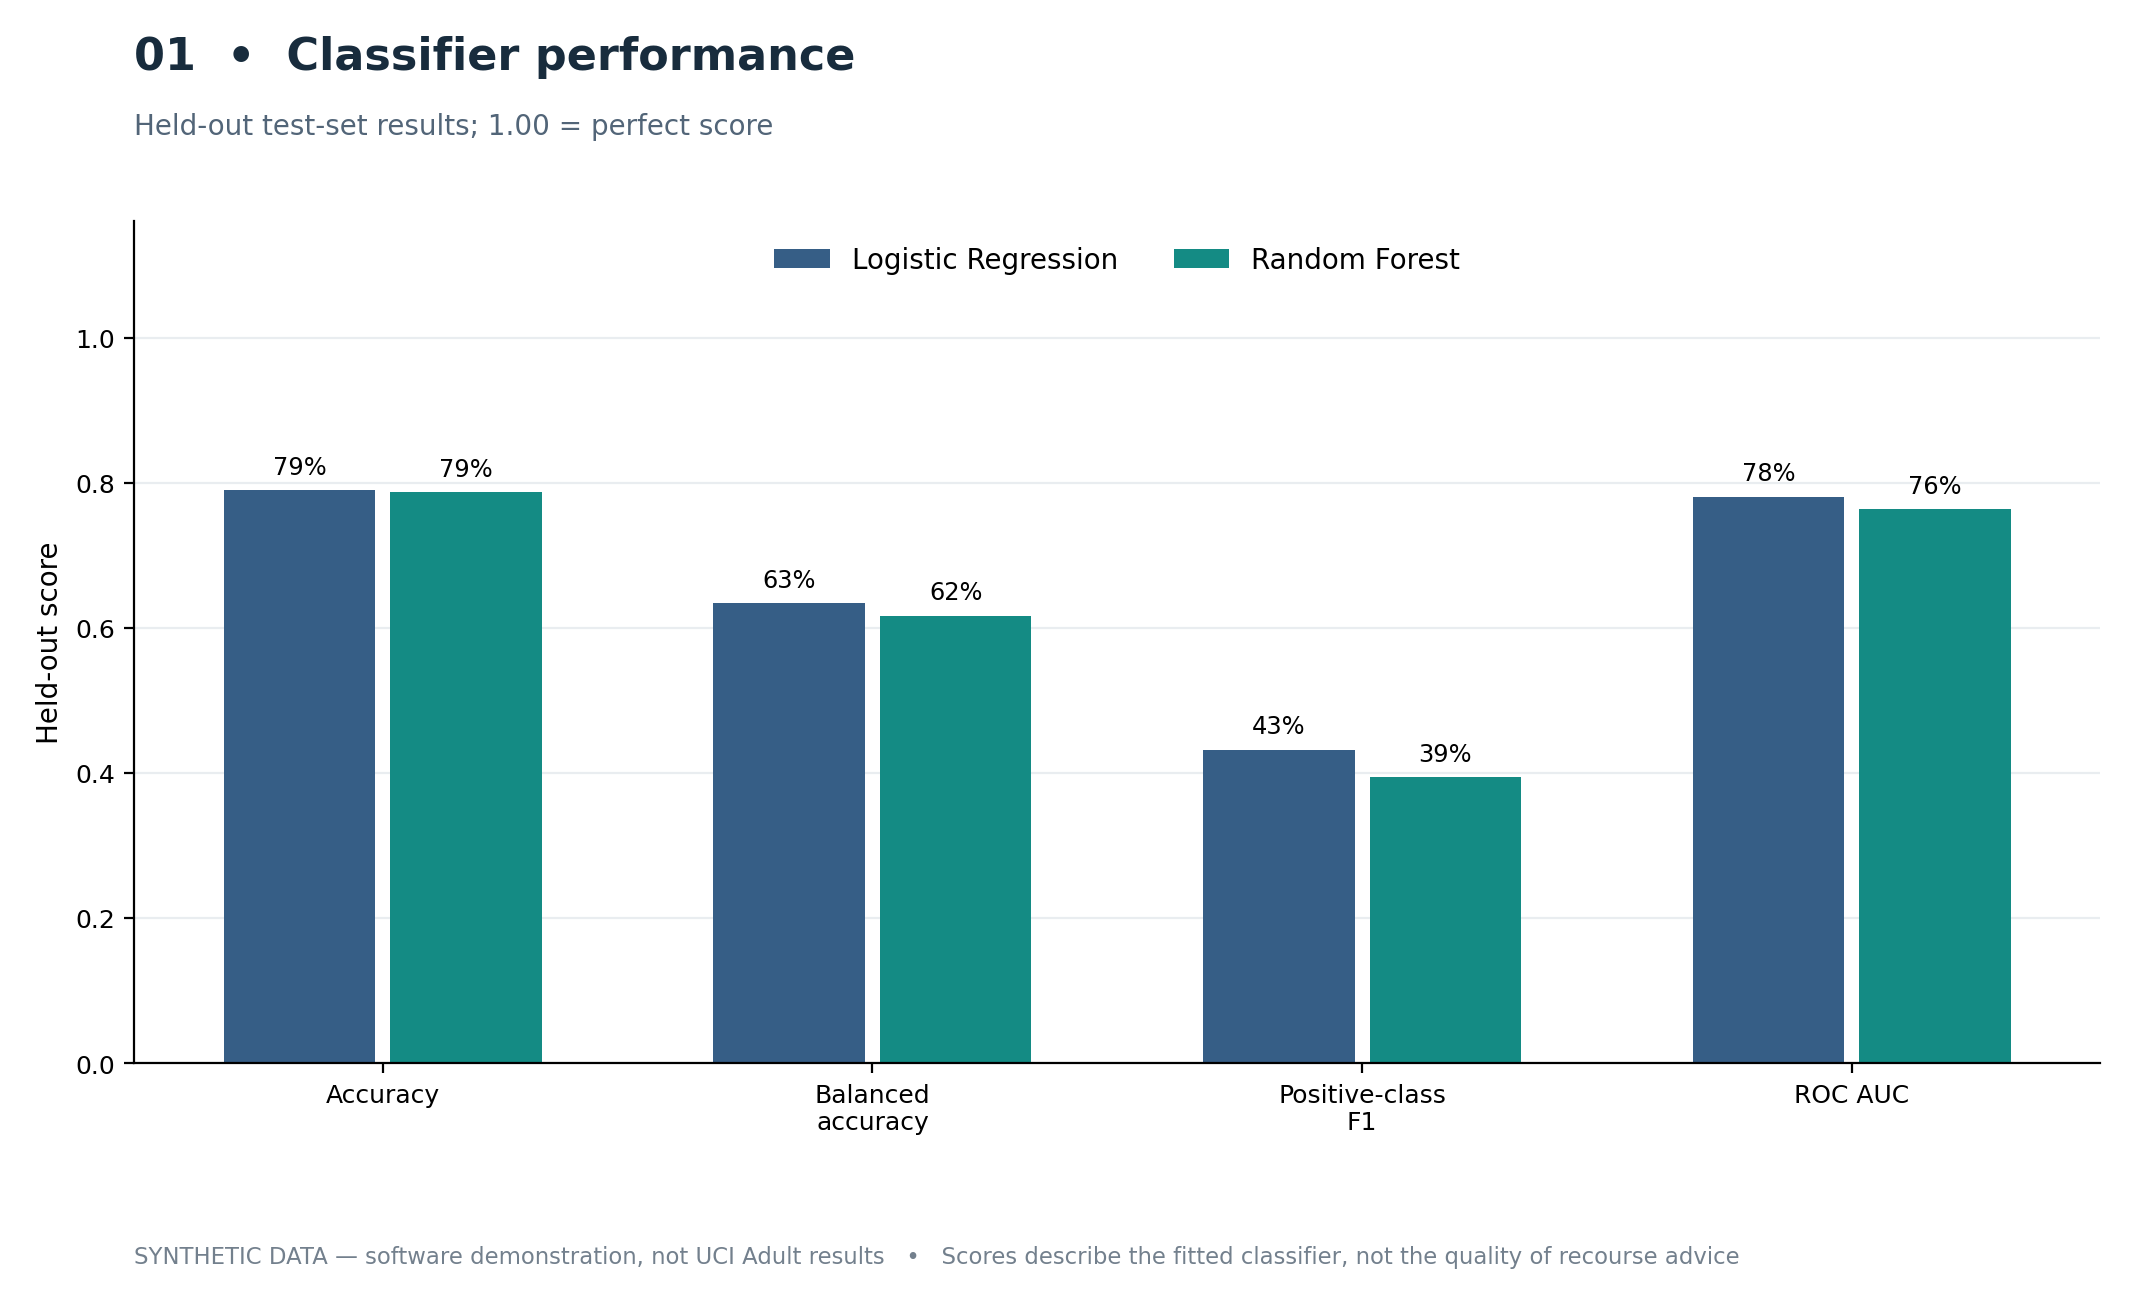 01 • Classifier performance
Held-out test-set results; 1.00 = perfect score
Logistic Regression
Random Forest
Held-out score
1.0
0.8
0.6
0.4
0.2
0.0
79%
79%
63%
62%
43%
39%
78%
76%
Accuracy
Balanced
accuracy
Positive-class
F1
ROC AUC
SYNTHETIC DATA — software demonstration, not UCI Adult results • Scores describe the fitted classifier, not the quality of recourse advice